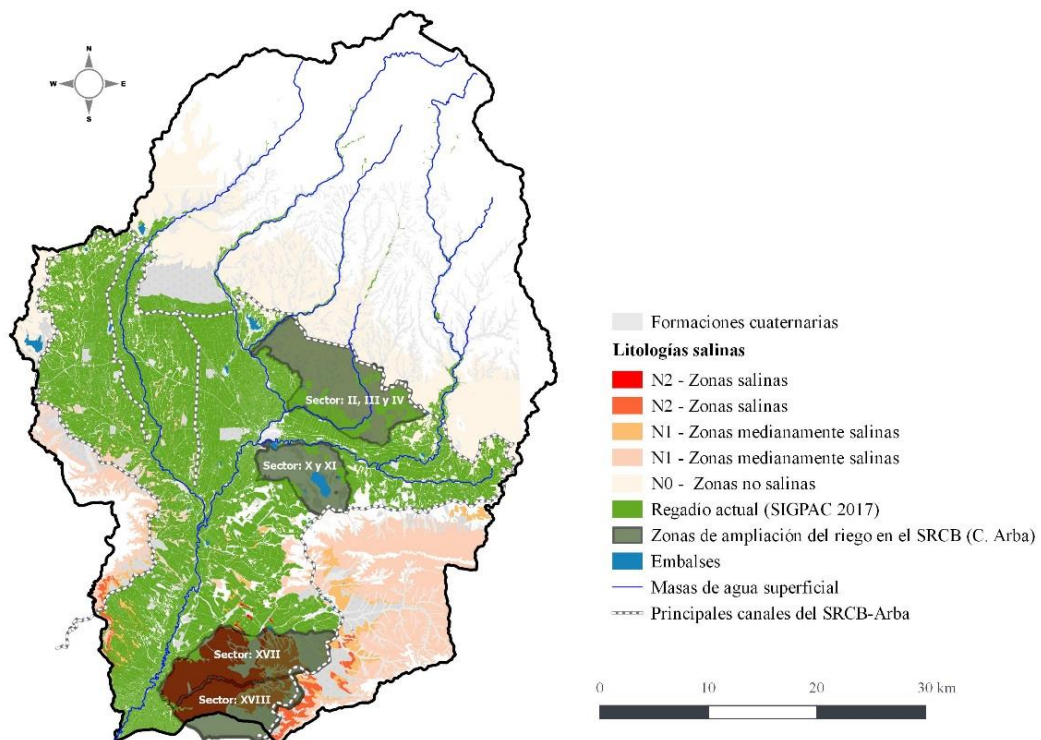 N
W E
S
Sector: II, III y IV
Sector: X y XI
Sector: XVII
Sector: XVIII
Formaciones cuaternarias
Litologías salinas
N2 - Zonas salinas
N2 - Zonas salinas
N1 - Zonas medianamente salinas
N1 - Zonas medianamente salinas
N0 - Zonas no salinas
Regadío actual (SIGPAC 2017)
Zonas de ampliación del riego en el SRCB (C. Arba)
Embalses
Masas de agua superficial
Principales canales del SRCB-Arba
0 10 20 30 km